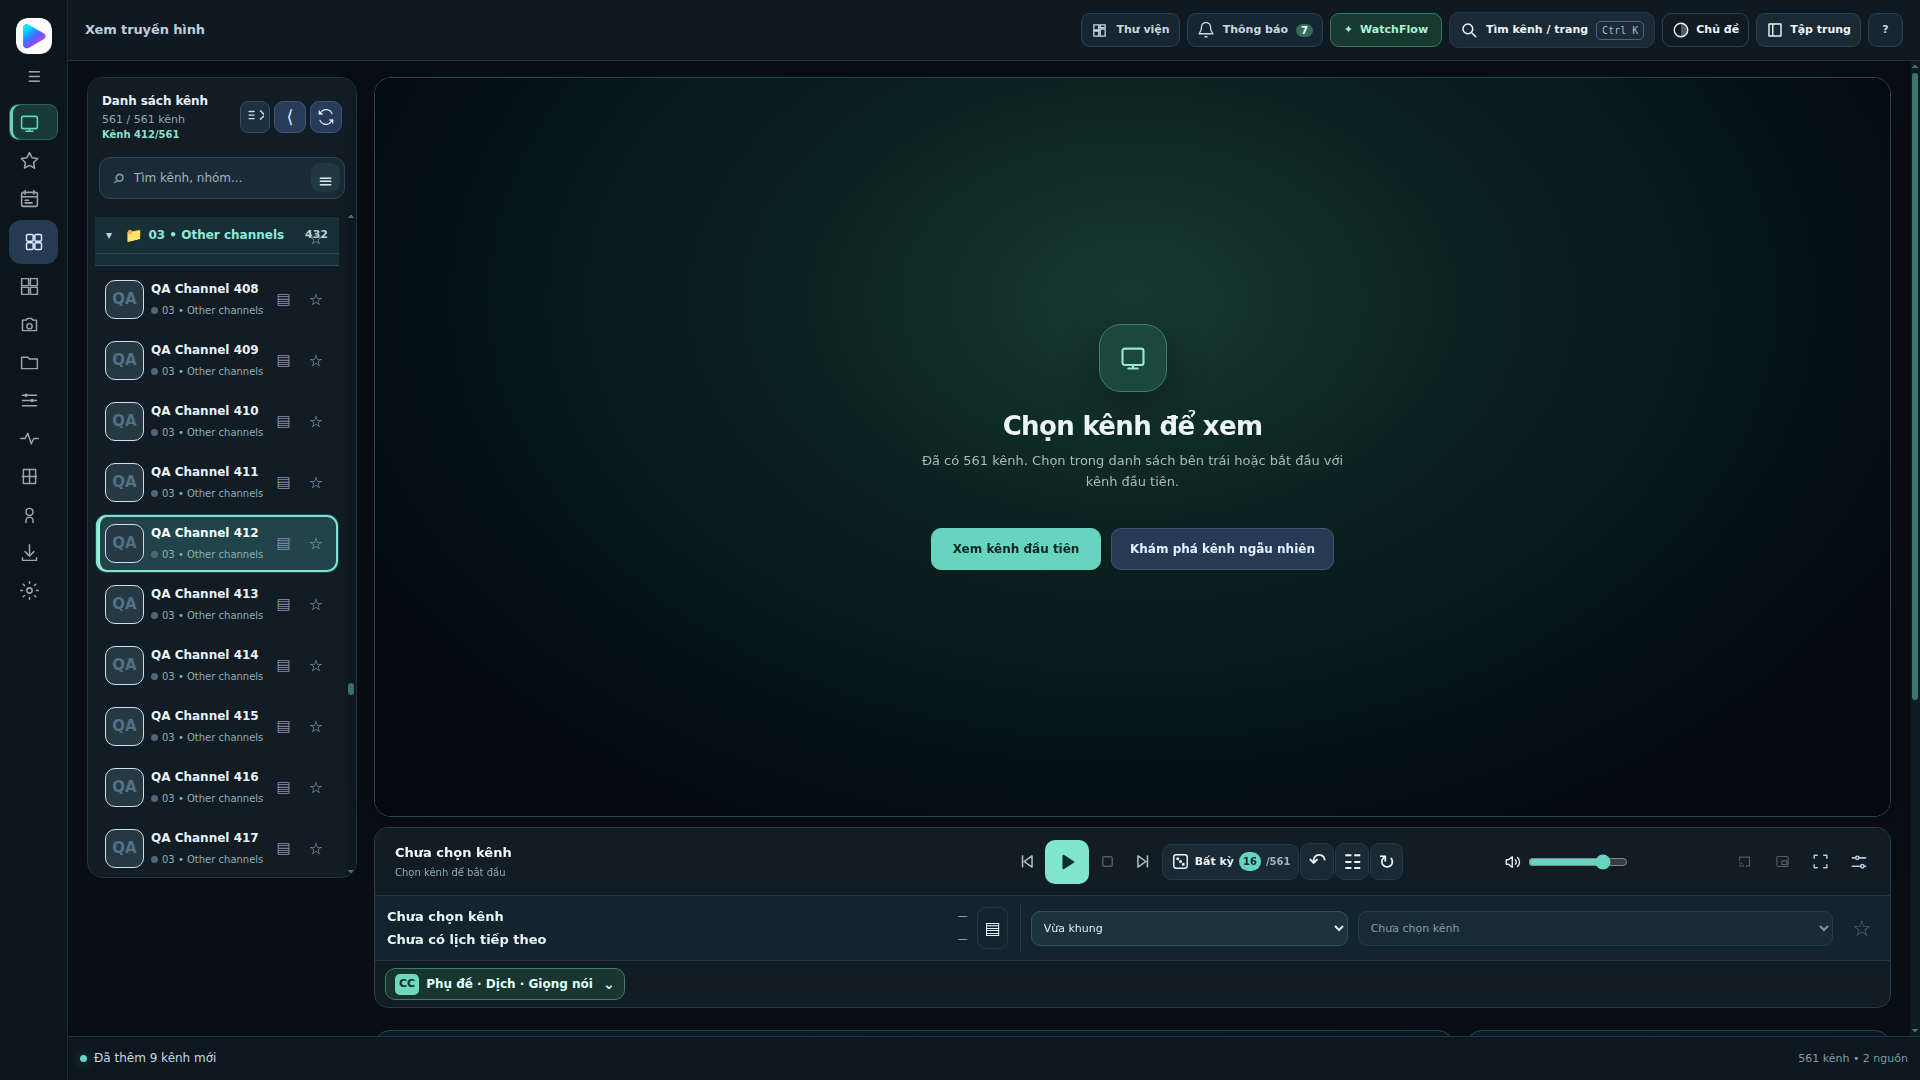 Xem truyền hình
Thư viện
Thông báo 7
WatchFlow
Tìm kênh / trang Ctrl K
Chủ đề
Tập trung
?
Danh sách kênh
561 / 561 kênh
Kênh 412/561
Tìm kênh, nhóm...
03 • Other channels 432
QA QA Channel 408
03 • Other channels
QA QA Channel 409
03 • Other channels
QA QA Channel 410
03 • Other channels
QA QA Channel 411
03 • Other channels
QA QA Channel 412
03 • Other channels
QA QA Channel 413
03 • Other channels
QA QA Channel 414
03 • Other channels
QA QA Channel 415
03 • Other channels
QA QA Channel 416
03 • Other channels
QA QA Channel 417
03 • Other channels
Chọn kênh để xem
Đã có 561 kênh. Chọn trong danh sách bên trái hoặc bắt đầu với
kênh đầu tiên.
Xem kênh đầu tiên
Khám phá kênh ngẫu nhiên
Chưa chọn kênh
Chọn kênh để bắt đầu
Bất kỳ 16 /561
Chưa chọn kênh —
Chưa có lịch tiếp theo —
Vừa khung
Chưa chọn kênh
CC Phụ đề · Dịch · Giọng nói
Đã thêm 9 kênh mới
561 kênh • 2 nguồn